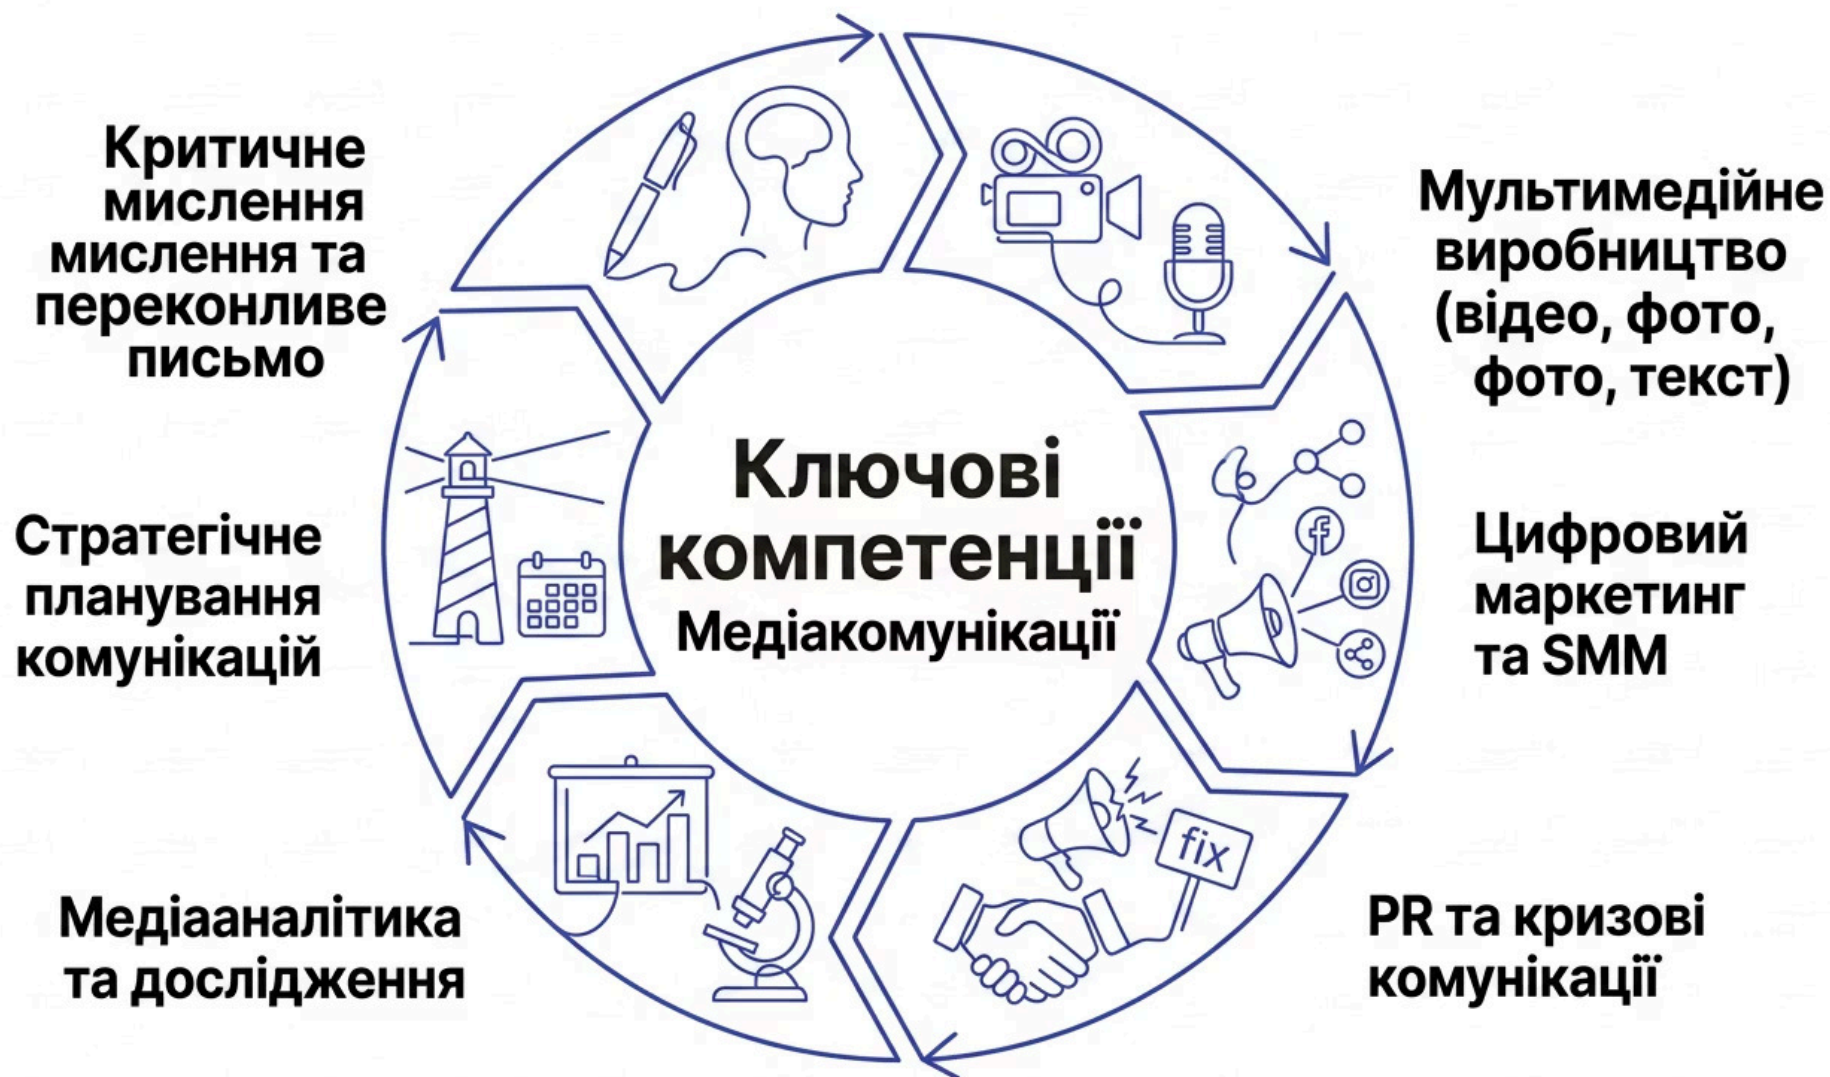 Критичне
мислення
мислення та
переконливе
письмо
Мультимедійне
виробництво
(відео, фото,
фото, текст)
Ключові
компетенції
Медіакомунікації
Стратегічне
планування
комунікацій
Цифровий
маркетинг
та SMM
fix
Медіааналітика
та дослідження
PR та кризові
комунікації